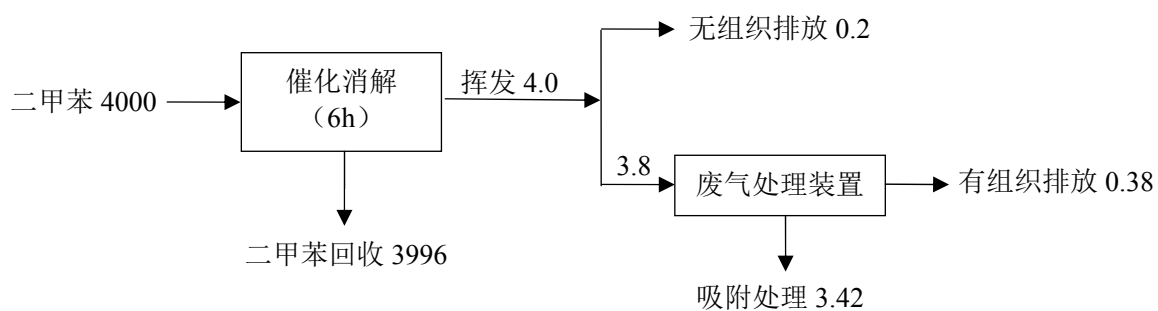 无组织排放 0.2
二甲苯 4000
催化消解
（6h）
挥发 4.0
3.8
废气处理装置
有组织排放 0.38
二甲苯回收 3996
吸附处理 3.42